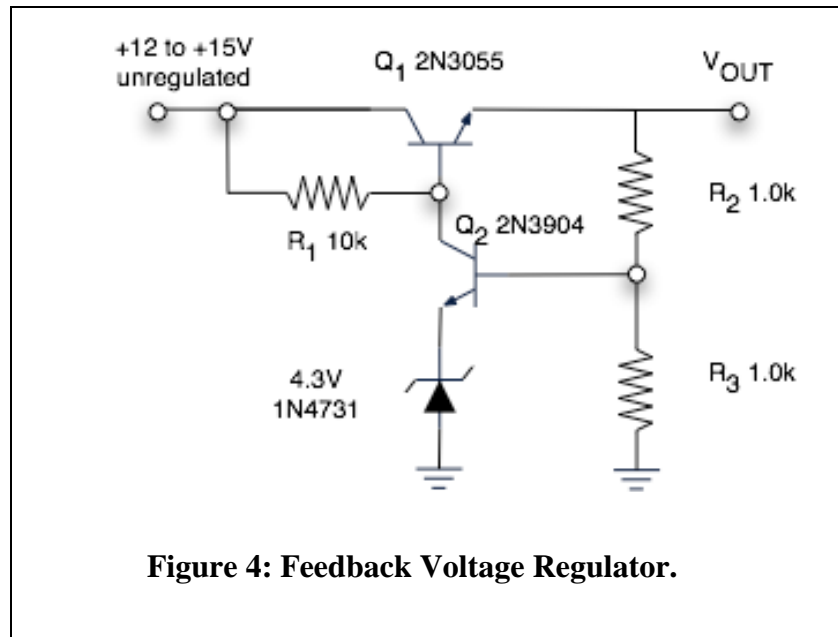 +12 to +15V
unregulated
Q1 2N3055
VOUT
R1 10k
Q2 2N3904
R2 1.0k
4.3V
1N4731
R3 1.0k
Figure 4: Feedback Voltage Regulator.